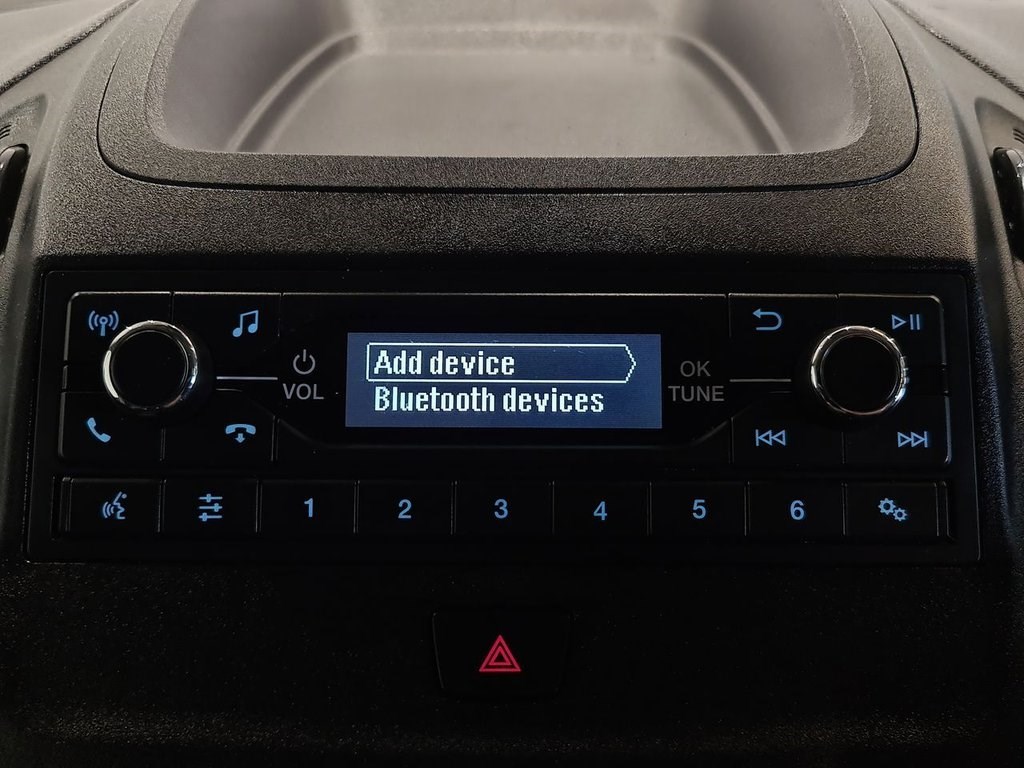 Add device
Bluetooth devices
VOL
OK
TUNE
1 2 3 4 5 6